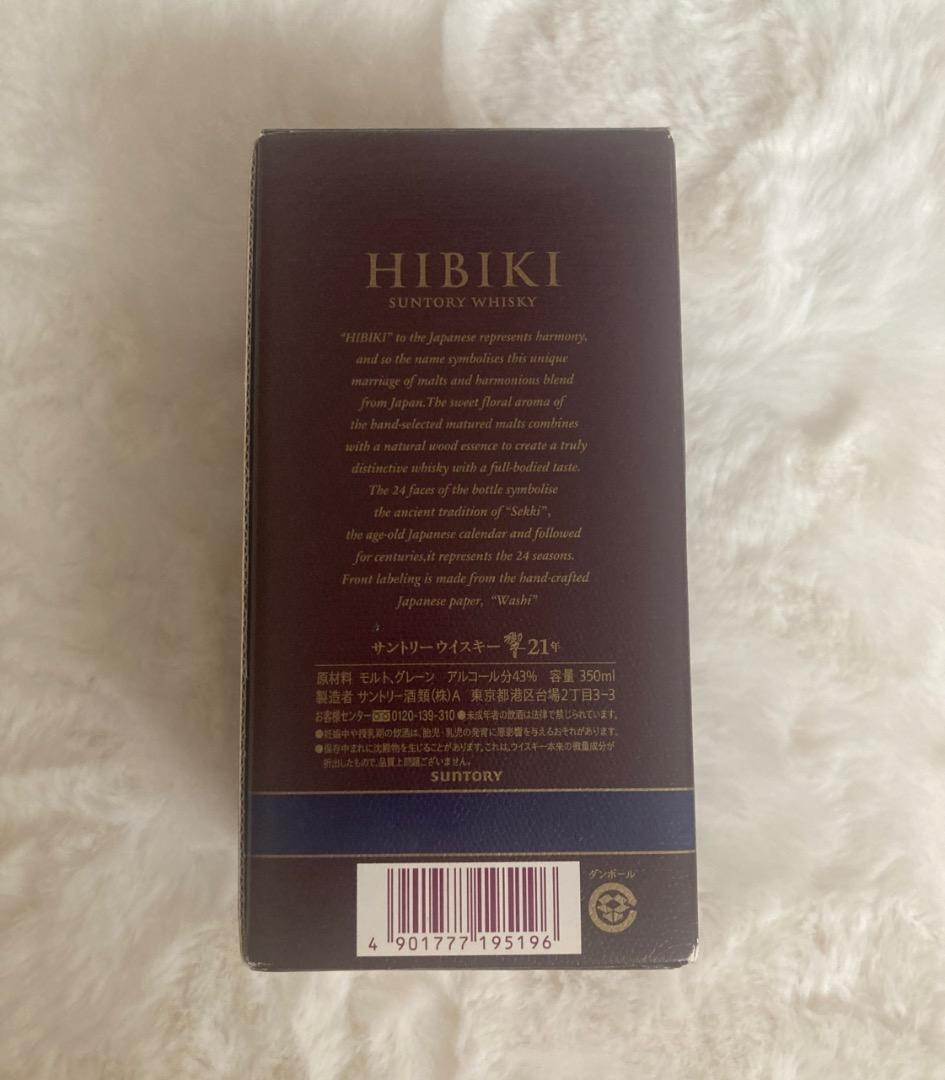 HIBIKI
SUNTORY WHISKY
"HIBIKI" to the Japanese represents harmony,
and so the name symbolises this unique
marriage of malts and harmonious blend
from Japan.The sweet floral aroma of
the hand-selected matured malts combines
with a natural wood essence to create a truly
distinctive whisky with a full-bodied taste.
The 24 faces of the bottle symbolise
the ancient tradition of "Sekki",
the age-old Japanese calendar and followed
for centuries,it represents the 24 seasons.
Front labeling is made from the hand-crafted
Japanese paper, "Washi"
サントリーウイスキー 響 21年
原材料 モルト、グレーン アルコール分43% 容量 350ml
製造者 サントリー酒類(株)A 東京都港区台場2丁目3-3
お客様センター 0120-139-310 ●未成年者の飲酒は法律で禁じられています。
●妊娠中や授乳期の飲酒は、胎児・乳児の発育に悪影響を与えるおそれがあります。
●保存中まれに沈殿物を生じることがあります。これは、ウイスキー本来の微量成分が
析出したもので、品質上問題ございません。
SUNTORY
ダンボール
4 901777 195196